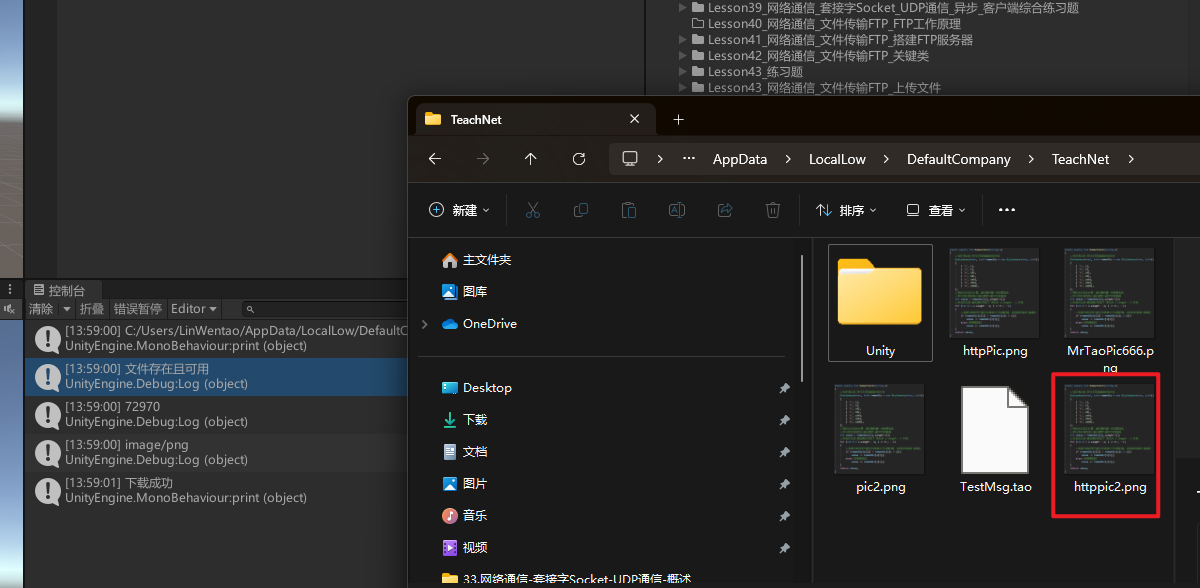 Lesson39_网络通信_套接字Socket_UDP通信_异步_客户端综合练习题
Lesson40_网络通信_文件传输FTP_FTP工作原理
Lesson41_网络通信_文件传输FTP_搭建FTP服务器
Lesson42_网络通信_文件传输FTP_关键类
Lesson43_练习题
Lesson43_网络通信_文件传输FTP_上传文件
TeachNet
AppData
LocalLow
DefaultCompany
TeachNet
新建
排序
查看
主文件夹
图库
OneDrive
Desktop
下载
文档
图片
音乐
视频
33.网络通信-套接字Socket-UDP通信-概述
Unity
httpPic.png
MrTaoPic666.p
ng
pic2.png
TestMsg.tao
httppic2.png
控制台
清除
折叠
错误暂停
Editor
[13:59:00] C:/Users/LinWentao/AppData/LocalLow/DefaultC
UnityEngine.MonoBehaviour:print (object)
[13:59:00] 文件存在且可用
UnityEngine.Debug:Log (object)
[13:59:00] 72970
UnityEngine.Debug:Log (object)
[13:59:00] image/png
UnityEngine.Debug:Log (object)
[13:59:01] 下载成功
UnityEngine.MonoBehaviour:print (object)